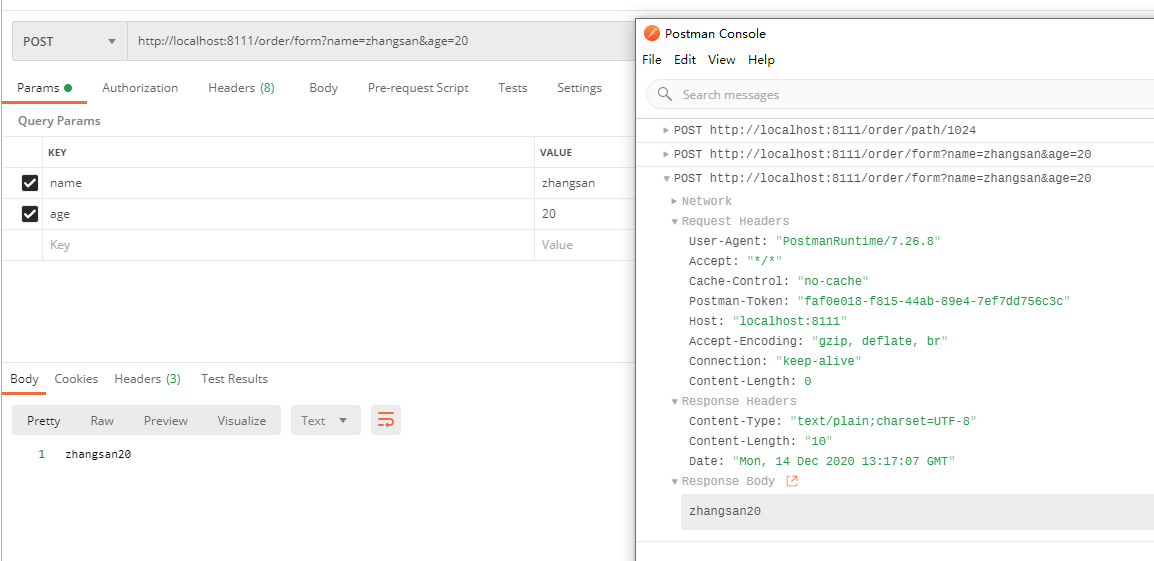 POST http://localhost:8111/order/form?name=zhangsan&age=20
Params Authorization Headers (8) Body Pre-request Script Tests Settings
Query Params
KEY VALUE
name zhangsan
age 20
Key Value
Body Cookies Headers (3) Test Results
Pretty Raw Preview Visualize Text
1 zhangsan20
Postman Console
File Edit View Help
Search messages
POST http://localhost:8111/order/path/1024
POST http://localhost:8111/order/form?name=zhangsan&age=20
POST http://localhost:8111/order/form?name=zhangsan&age=20
Network
Request Headers
User-Agent: "PostmanRuntime/7.26.8"
Accept: "*/*"
Cache-Control: "no-cache"
Postman-Token: "faf0e018-f815-44ab-89e4-7ef7dd756c3c"
Host: "localhost:8111"
Accept-Encoding: "gzip, deflate, br"
Connection: "keep-alive"
Content-Length: 0
Response Headers
Content-Type: "text/plain;charset=UTF-8"
Content-Length: "10"
Date: "Mon, 14 Dec 2020 13:17:07 GMT"
Response Body
zhangsan20